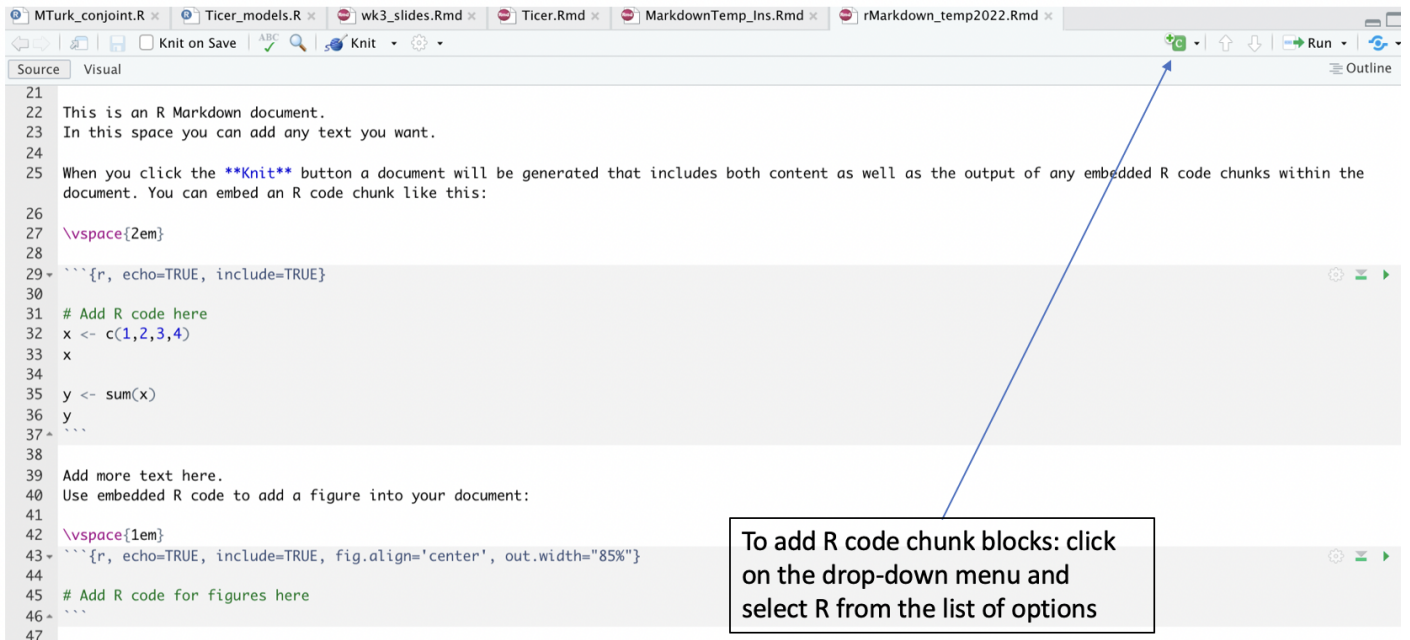 MTurk_conjoint.R × Ticer_models.R × wk3_slides.Rmd × Ticer.Rmd × MarkdownTemp_Ins.Rmd × rMarkdown_temp2022.Rmd ×
Knit on Save ABC Knit C Run
Source Visual Outline
21
22 This is an R Markdown document.
23 In this space you can add any text you want.
24
25 When you click the **Knit** button a document will be generated that includes both content as well as the output of any embedded R code chunks within the
document. You can embed an R code chunk like this:
26
27 \vspace{2em}
28
29 ```{r, echo=TRUE, include=TRUE}
30
31 # Add R code here
32 x <- c(1,2,3,4)
33 x
34
35 y <- sum(x)
36 y
37 ```
38
39 Add more text here.
40 Use embedded R code to add a figure into your document:
41
42 \vspace{1em}
43 ```{r, echo=TRUE, include=TRUE, fig.align='center', out.width="85%"}
44
45 # Add R code for figures here
46 ```
47
To add R code chunk blocks: click
on the drop-down menu and
select R from the list of options